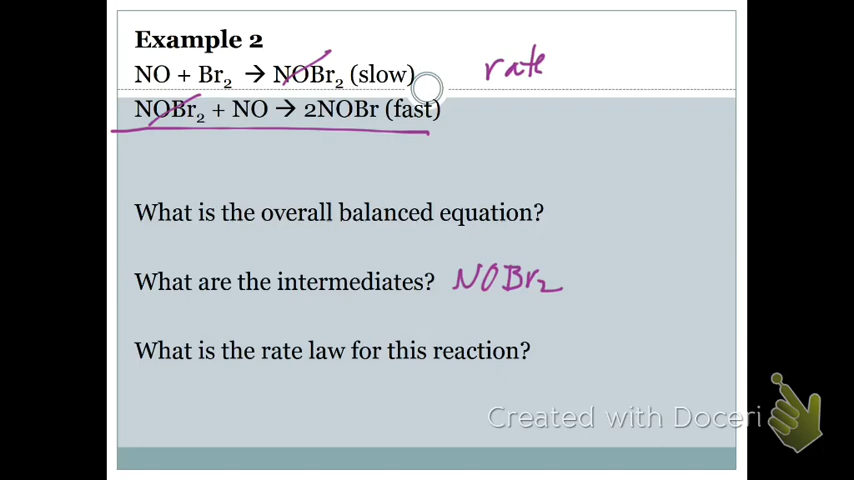 Example 2
NO + Br₂ → NOBr₂ (slow) rate
NOBr₂ + NO → 2NOBr (fast)
What is the overall balanced equation?
What are the intermediates? NOBr₂
What is the rate law for this reaction?
Created with Doceri